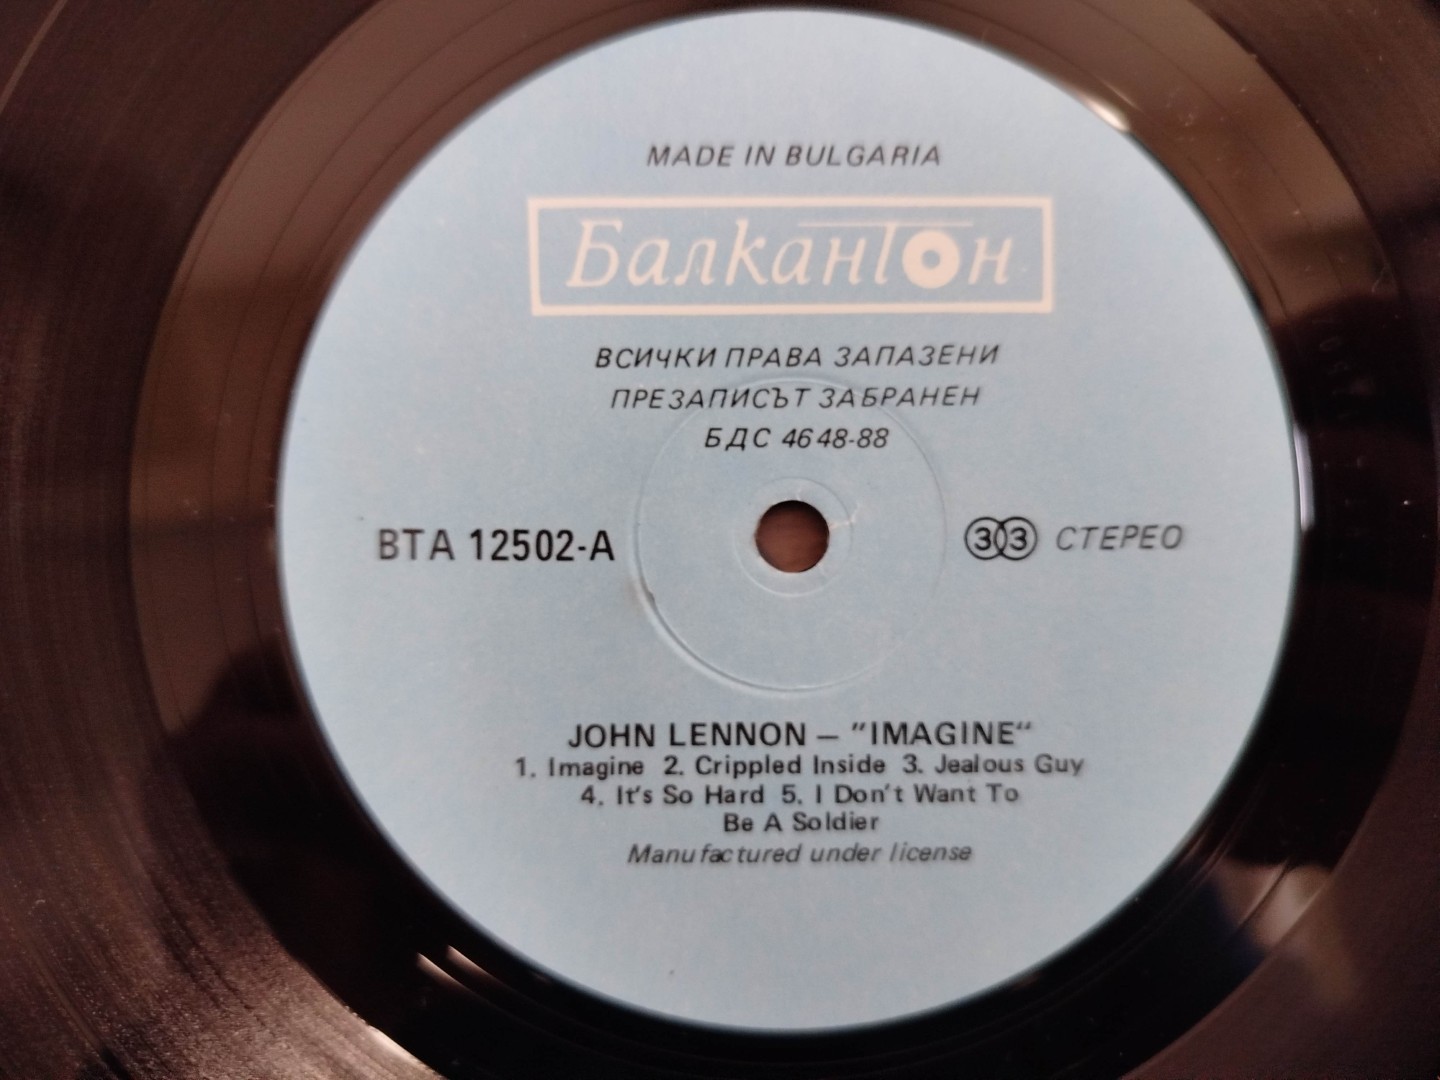 MADE IN BULGARIA
Балкантон
ВСИЧКИ ПРАВА ЗАПАЗЕНИ
ПРЕЗАПИСЪТ ЗАБРАНЕН
БДС 4648-88
ВТА 12502-А
33 СТЕРЕО
JOHN LENNON – "IMAGINE"
1. Imagine 2. Crippled Inside 3. Jealous Guy
4. It's So Hard 5. I Don't Want To
Be A Soldier
Manufactured under license